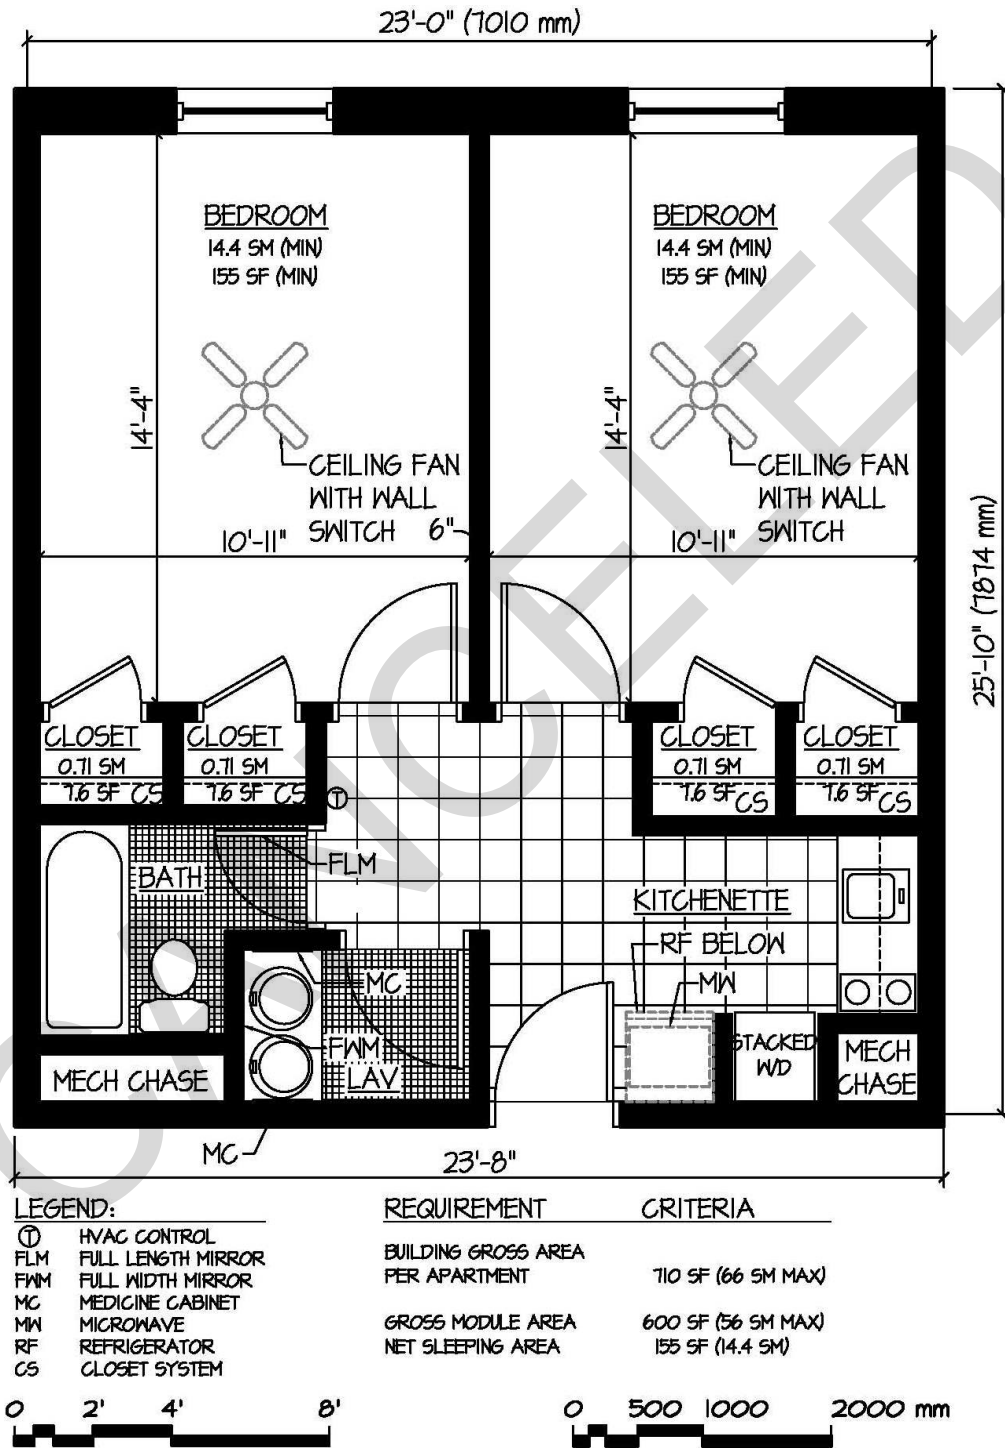 23'-0" (7010 mm)
BEDROOM
14.4 SM (MIN)
155 SF (MIN)
BEDROOM
14.4 SM (MIN)
155 SF (MIN)
14'-4"
14'-4"
CEILING FAN
WITH WALL
SWITCH
6"
CEILING FAN
WITH WALL
SWITCH
10'-11"
10'-11"
25'-10" (7874 mm)
CLOSET
0.71 SM
7.6 SF
CS
CLOSET
0.71 SM
7.6 SF
CS
CLOSET
0.71 SM
7.6 SF
CS
CLOSET
0.71 SM
7.6 SF
CS
T
FLM
BATH
KITCHENETTE
RF BELOW
MW
MC
FWM
LAV
STACKED
W/D
MECH CHASE
MECH
CHASE
MC
23'-8"
CANCELED
LEGEND:
T HVAC CONTROL
FLM FULL LENGTH MIRROR
FWM FULL WIDTH MIRROR
MC MEDICINE CABINET
MW MICROWAVE
RF REFRIGERATOR
CS CLOSET SYSTEM
REQUIREMENT CRITERIA
BUILDING GROSS AREA
PER APARTMENT 710 SF (66 SM MAX)
GROSS MODULE AREA 600 SF (56 SM MAX)
NET SLEEPING AREA 155 SF (14.4 SM)
0 2' 4' 8'
0 500 1000 2000 mm